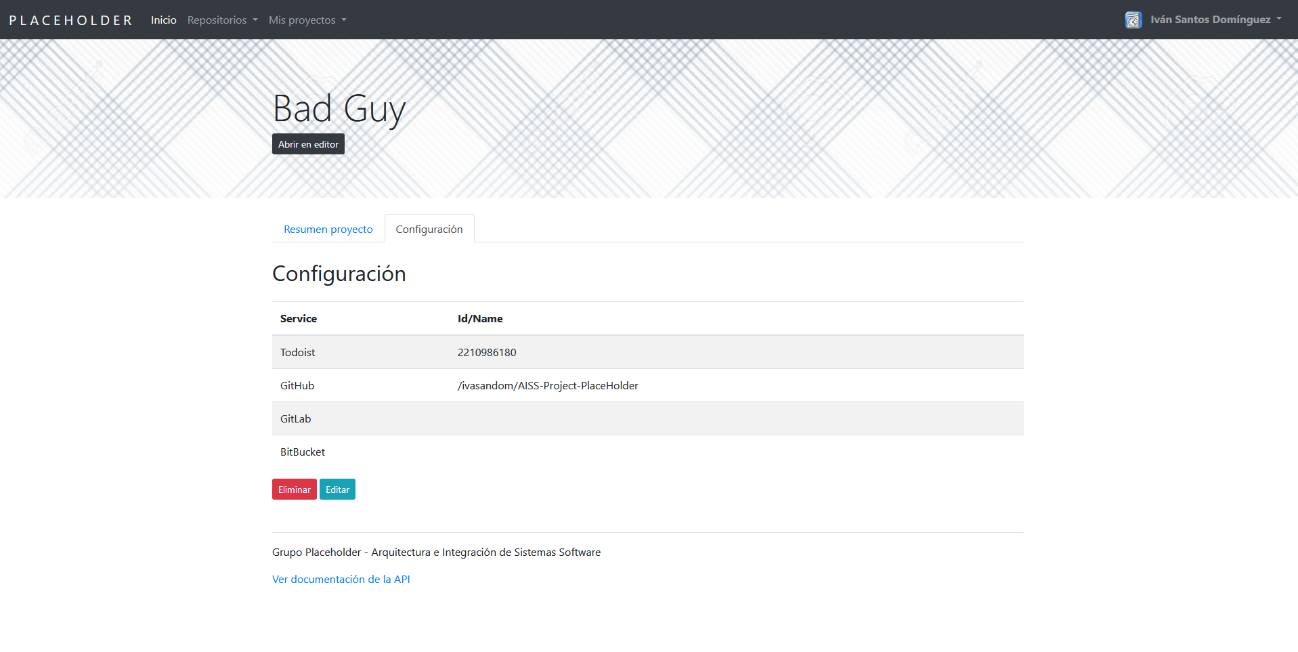 PLACEHOLDER Inicio Repositorios Mis proyectos Iván Santos Domínguez
Bad Guy
Abrir en editor
Resumen proyecto Configuración
Configuración
Service Id/Name
Todoist 2210986180
GitHub /ivasandom/AISS-Project-PlaceHolder
GitLab
BitBucket
Eliminar Editar
Grupo Placeholder - Arquitectura e Integración de Sistemas Software
Ver documentación de la API